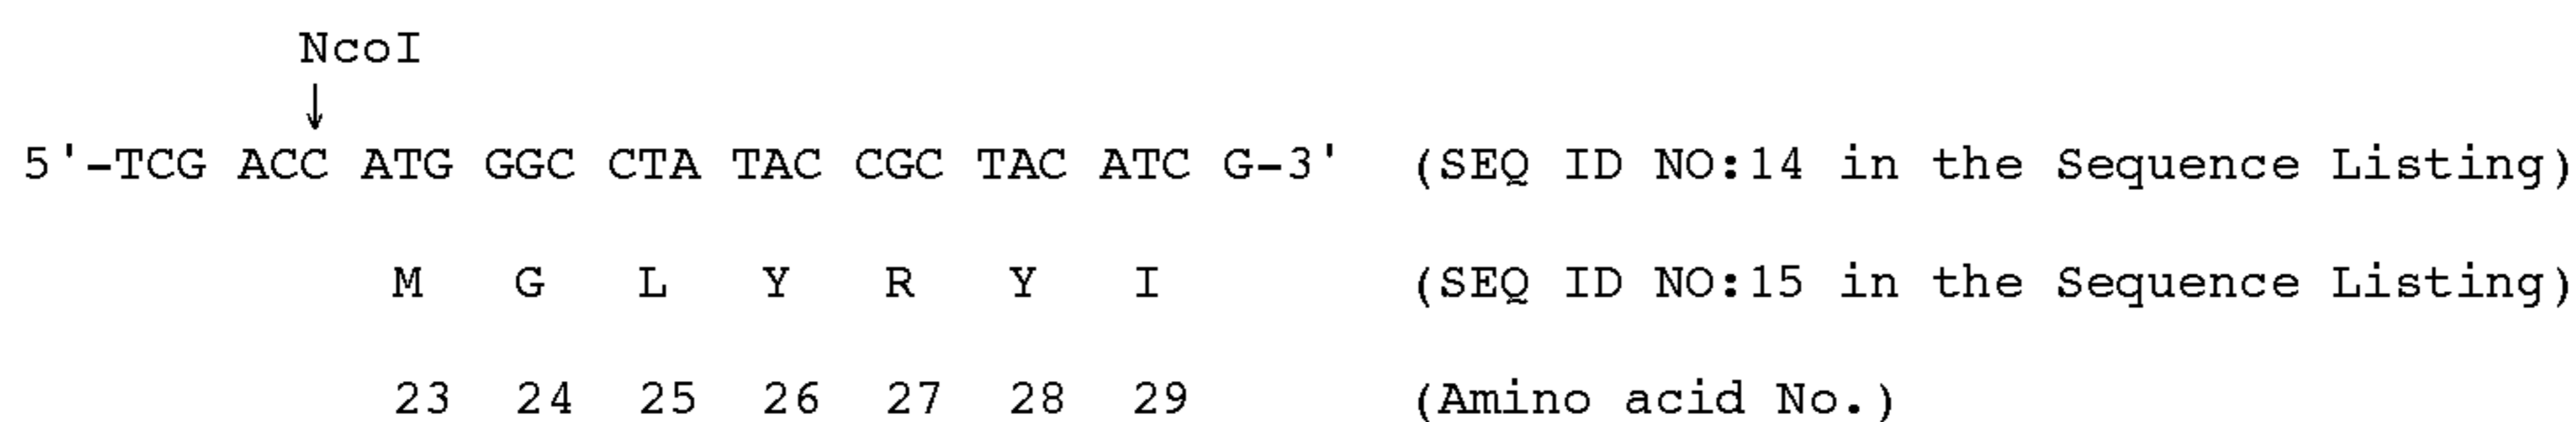 NcoI
↓
5'-TCG ACC ATG GGC CTA TAC CGC TAC ATC G-3' (SEQ ID NO:14 in the Sequence Listing)
M G L Y R Y I (SEQ ID NO:15 in the Sequence Listing)
23 24 25 26 27 28 29 (Amino acid No.)